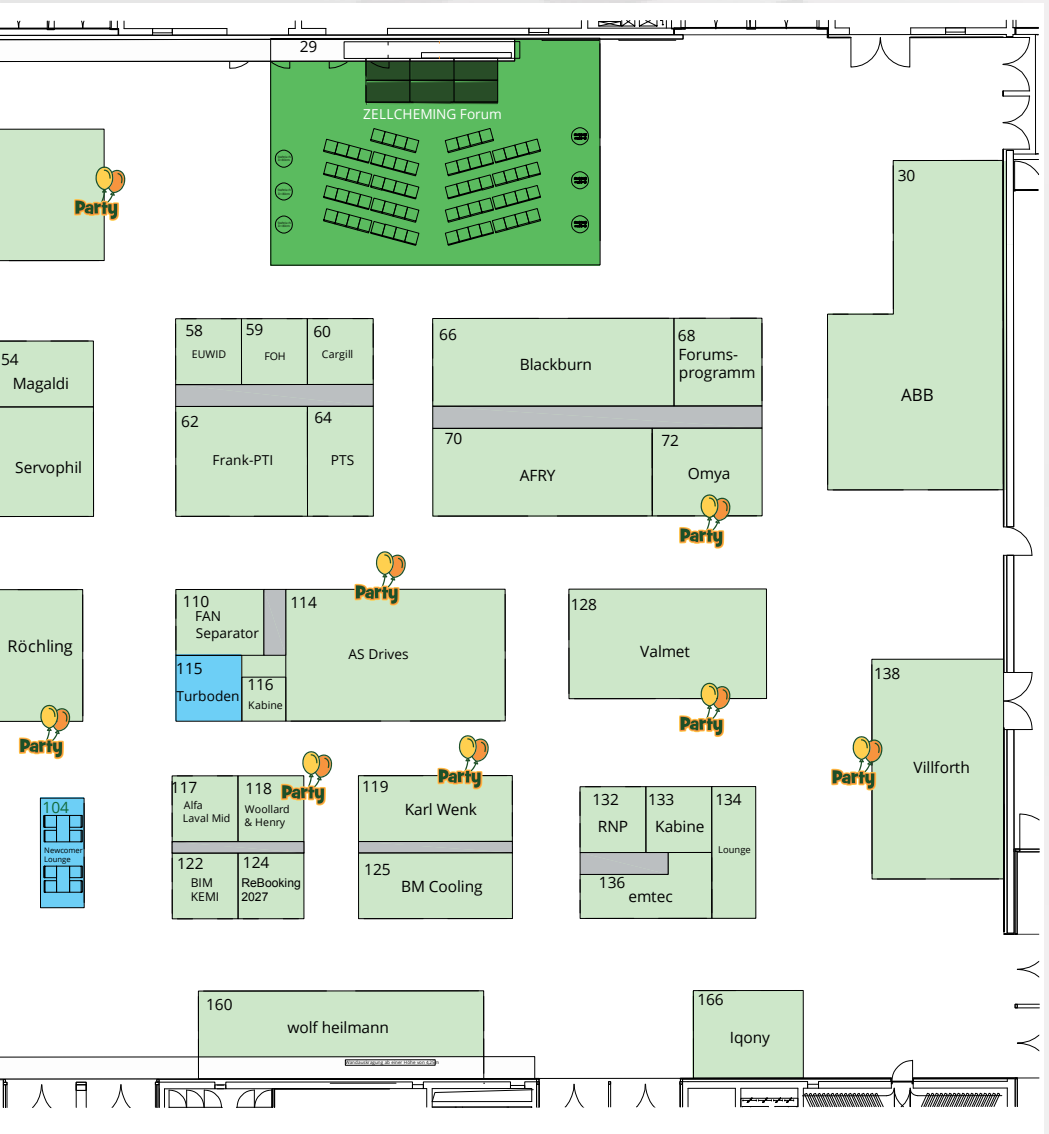 29
ZELLCHEMING Forum
Party
30
ABB
54
Magaldi
Servophil
58
EUWID
59
FOH
60
Cargill
62
Frank-PTI
64
PTS
66
Blackburn
68
Forums-
programm
70
AFRY
72
Omya
Party
Party
Röchling
Party
110
FAN
Separator
114
AS Drives
115
Turboden
116
Kabine
128
Valmet
Party
138
Villforth
Party
104
Newcomer
Lounge
117
Alfa
Laval Mid
118
Woollard
& Henry
Party
119
Karl Wenk
Party
122
BIM
KEMI
124
ReBooking
2027
125
BM Cooling
132
RNP
133
Kabine
134
Lounge
136
emtec
160
wolf heilmann
166
Iqony